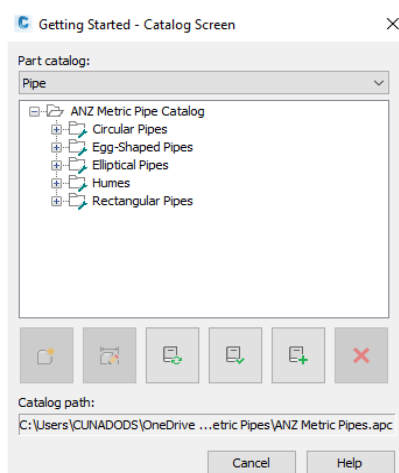 Getting Started - Catalog Screen
Part catalog:
Pipe
ANZ Metric Pipe Catalog
Circular Pipes
Egg-Shaped Pipes
Elliptical Pipes
Humes
Rectangular Pipes
Catalog path:
C:\Users\CUNADODS\OneDrive ...etric Pipes\ANZ Metric Pipes.apc
Cancel
Help